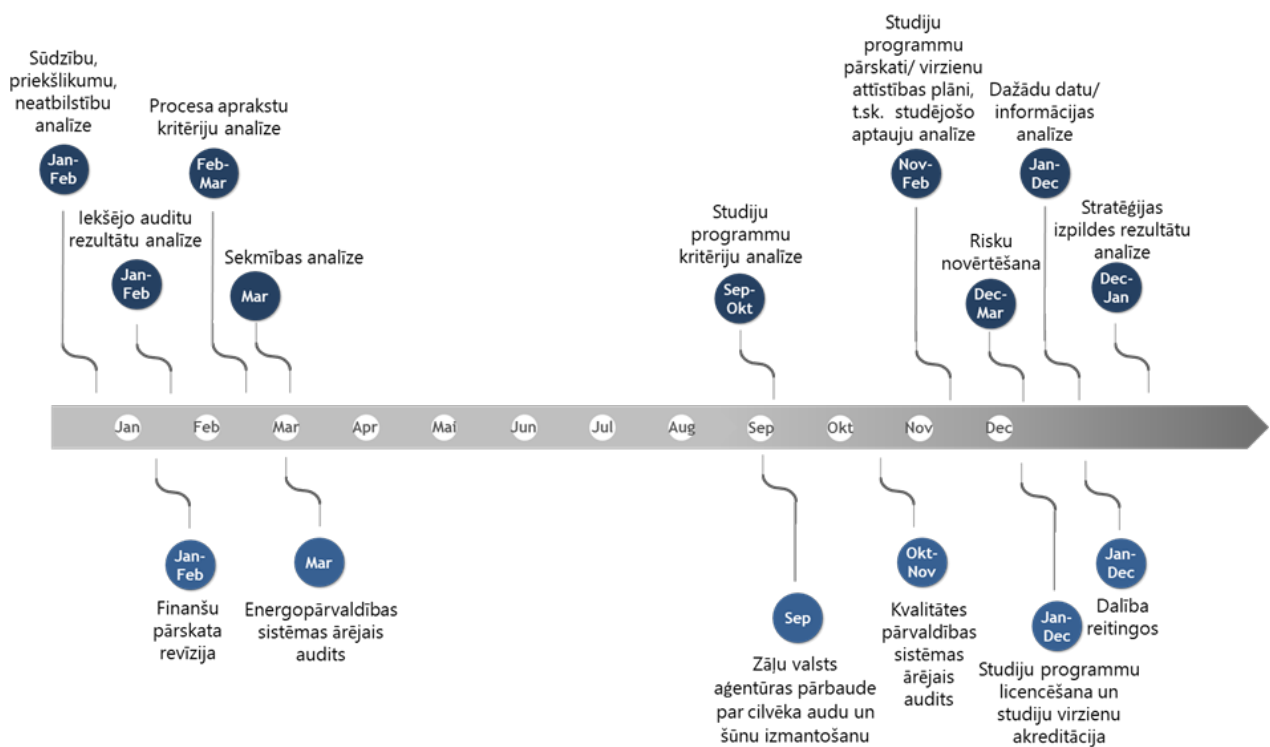 Sūdzību,
priekšlikumu,
neatbilstību
analīze
Jan-
Feb
Iekšējo auditu
rezultātu analīze
Jan-
Feb
Procesa aprakstu
kritēriju analīze
Feb-
Mar
Sekmības analīze
Mar
Studiju
programmu
kritēriju analīze
Sep-
Okt
Studiju
programmu
pārskati/ virzienu
attīstības plāni,
t.sk. studējošo
aptauju analīze
Nov-
Feb
Risku
novērtēšana
Dec-
Mar
Dažādu datu/
informācijas
analīze
Jan-
Dec
Stratēģijas
izpildes rezultātu
analīze
Dec-
Jan
Jan Feb Mar Apr Mai Jun Jul Aug Sep Okt Nov Dec
Jan-
Feb
Finanšu
pārskata
revīzija
Mar
Energopārvaldības
sistēmas ārējais
audits
Sep
Zāļu valsts
aģentūras pārbaude
par cilvēka audu un
šūnu izmantošanu
Okt-
Nov
Kvalitātes
pārvaldības
sistēmas
ārējais
audits
Jan-
Dec
Studiju programmu
licencēšana un
studiju virzienu
akreditācija
Jan-
Dec
Dalība
reitingos